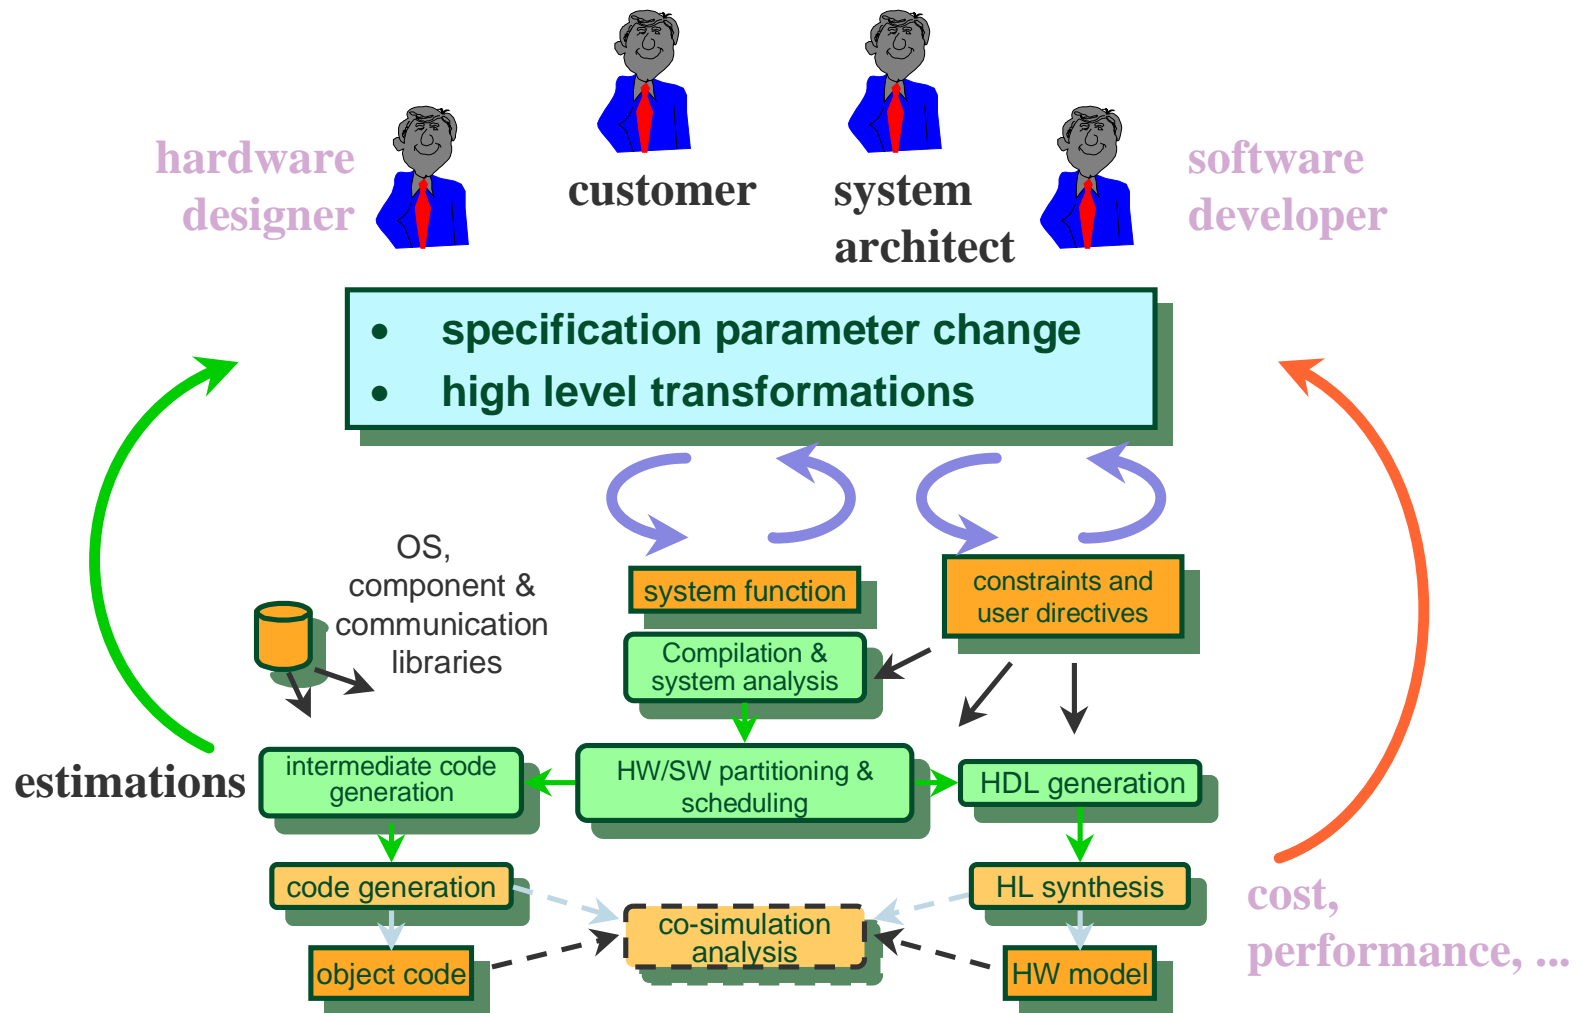 hardware
designer
customer
system
architect
software
developer
• specification parameter change
• high level transformations
OS,
component &
communication
libraries
system function
constraints and
user directives
Compilation &
system analysis
estimations
intermediate code
generation
HW/SW partitioning &
scheduling
HDL generation
code generation
HL synthesis
co-simulation
analysis
object code
HW model
cost,
performance, ...